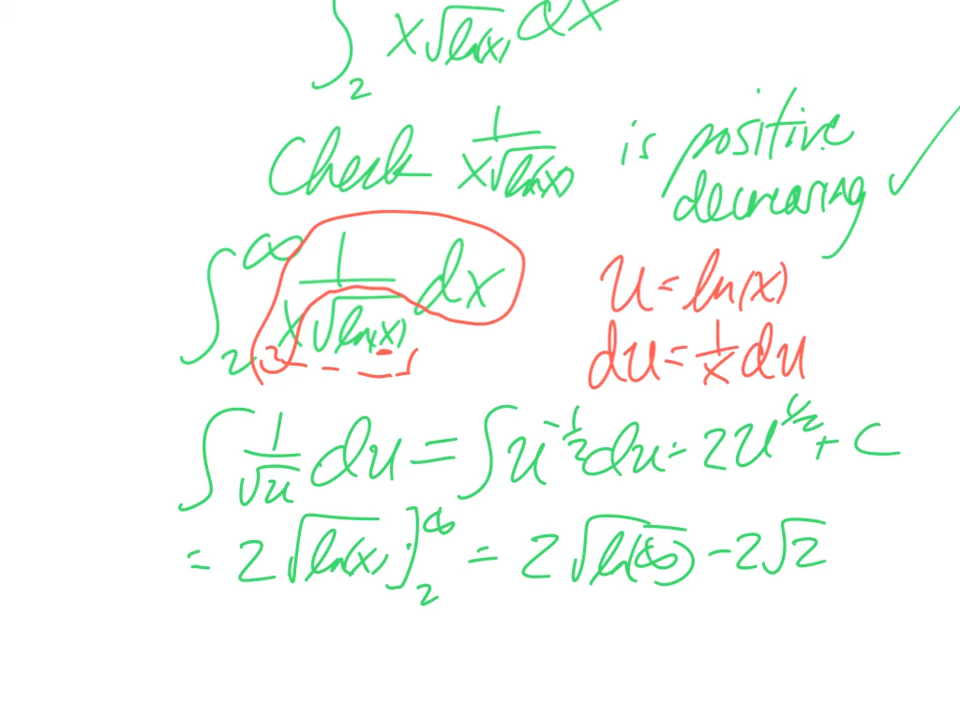 ∫₂ x√ln(x) dx
Check 1/(x√ln(x)) is positive
decreasing ✓
∫₂^∞ 1/(x√ln(x)) dx
u = ln(x)
du = 1/x du
∫ 1/√u du = ∫ u^(-1/2) du = 2u^(1/2) + C
= 2√ln(x) ]₂^∞ = 2√ln(∞) - 2√2